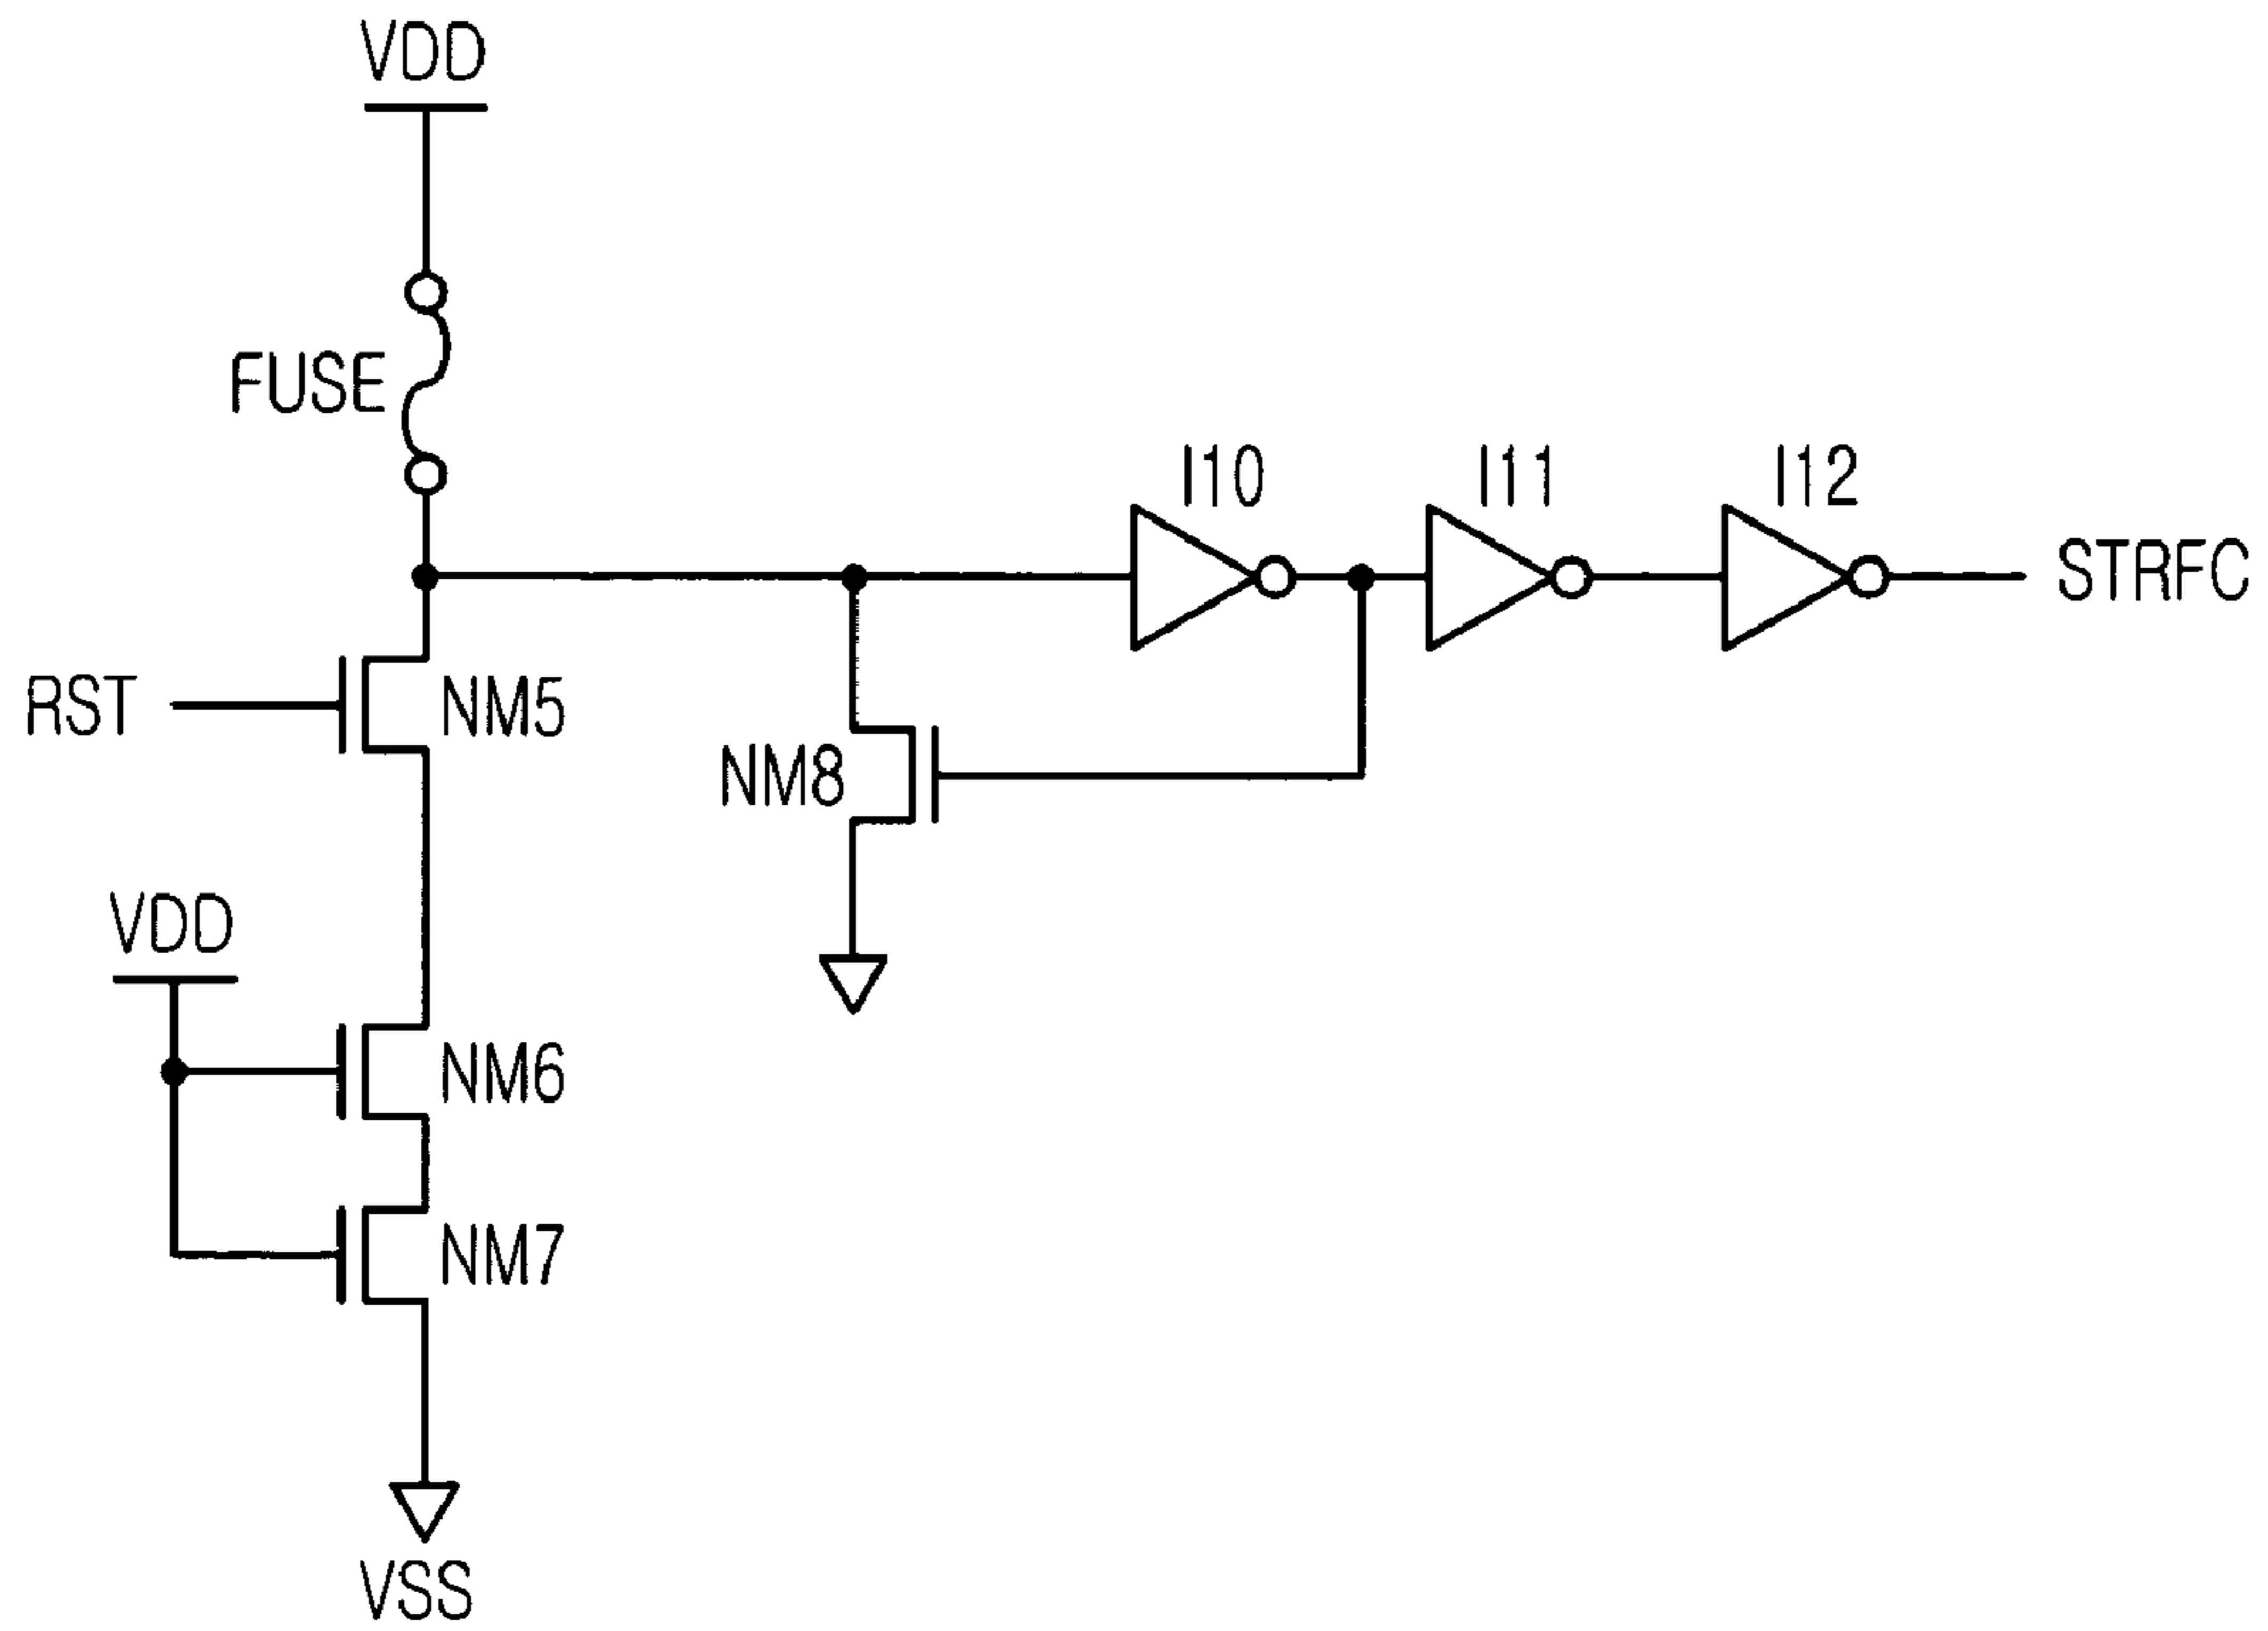 VDD
FUSE
I10
I11
I12
STRFC
RST
NM5
NM8
VDD
NM6
NM7
VSS